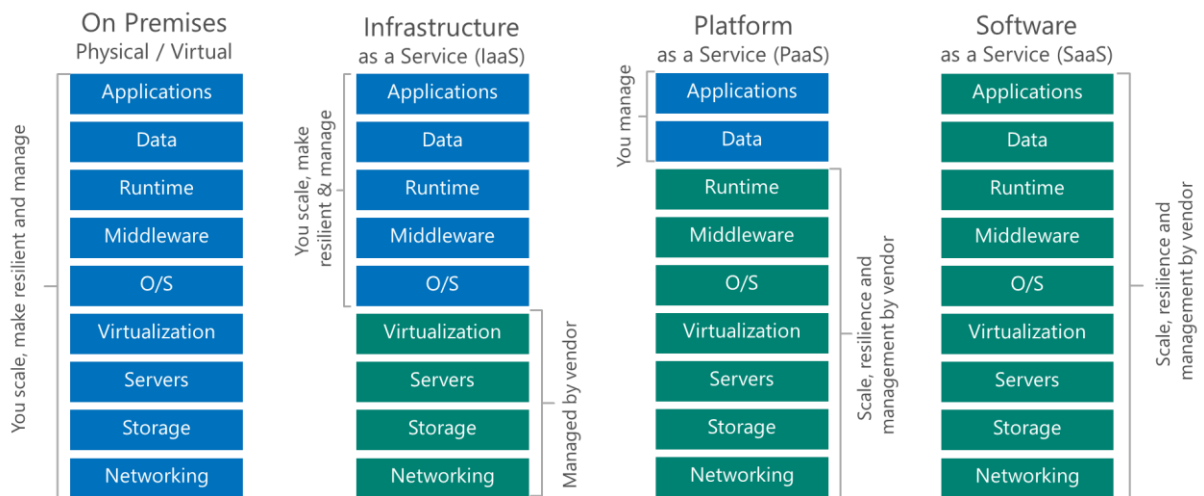 On Premises
Physical / Virtual
You scale, make resilient and manage
Applications
Data
Runtime
Middleware
O/S
Virtualization
Servers
Storage
Networking
Infrastructure
as a Service (IaaS)
You scale, make
resilient & manage
Applications
Data
Runtime
Middleware
O/S
Virtualization
Servers
Storage
Networking
Managed by vendor
Platform
as a Service (PaaS)
You manage
Applications
Data
Runtime
Middleware
O/S
Virtualization
Servers
Storage
Networking
Scale, resilience and
management by vendor
Software
as a Service (SaaS)
Applications
Data
Runtime
Middleware
O/S
Virtualization
Servers
Storage
Networking
Scale, resilience and
management by vendor